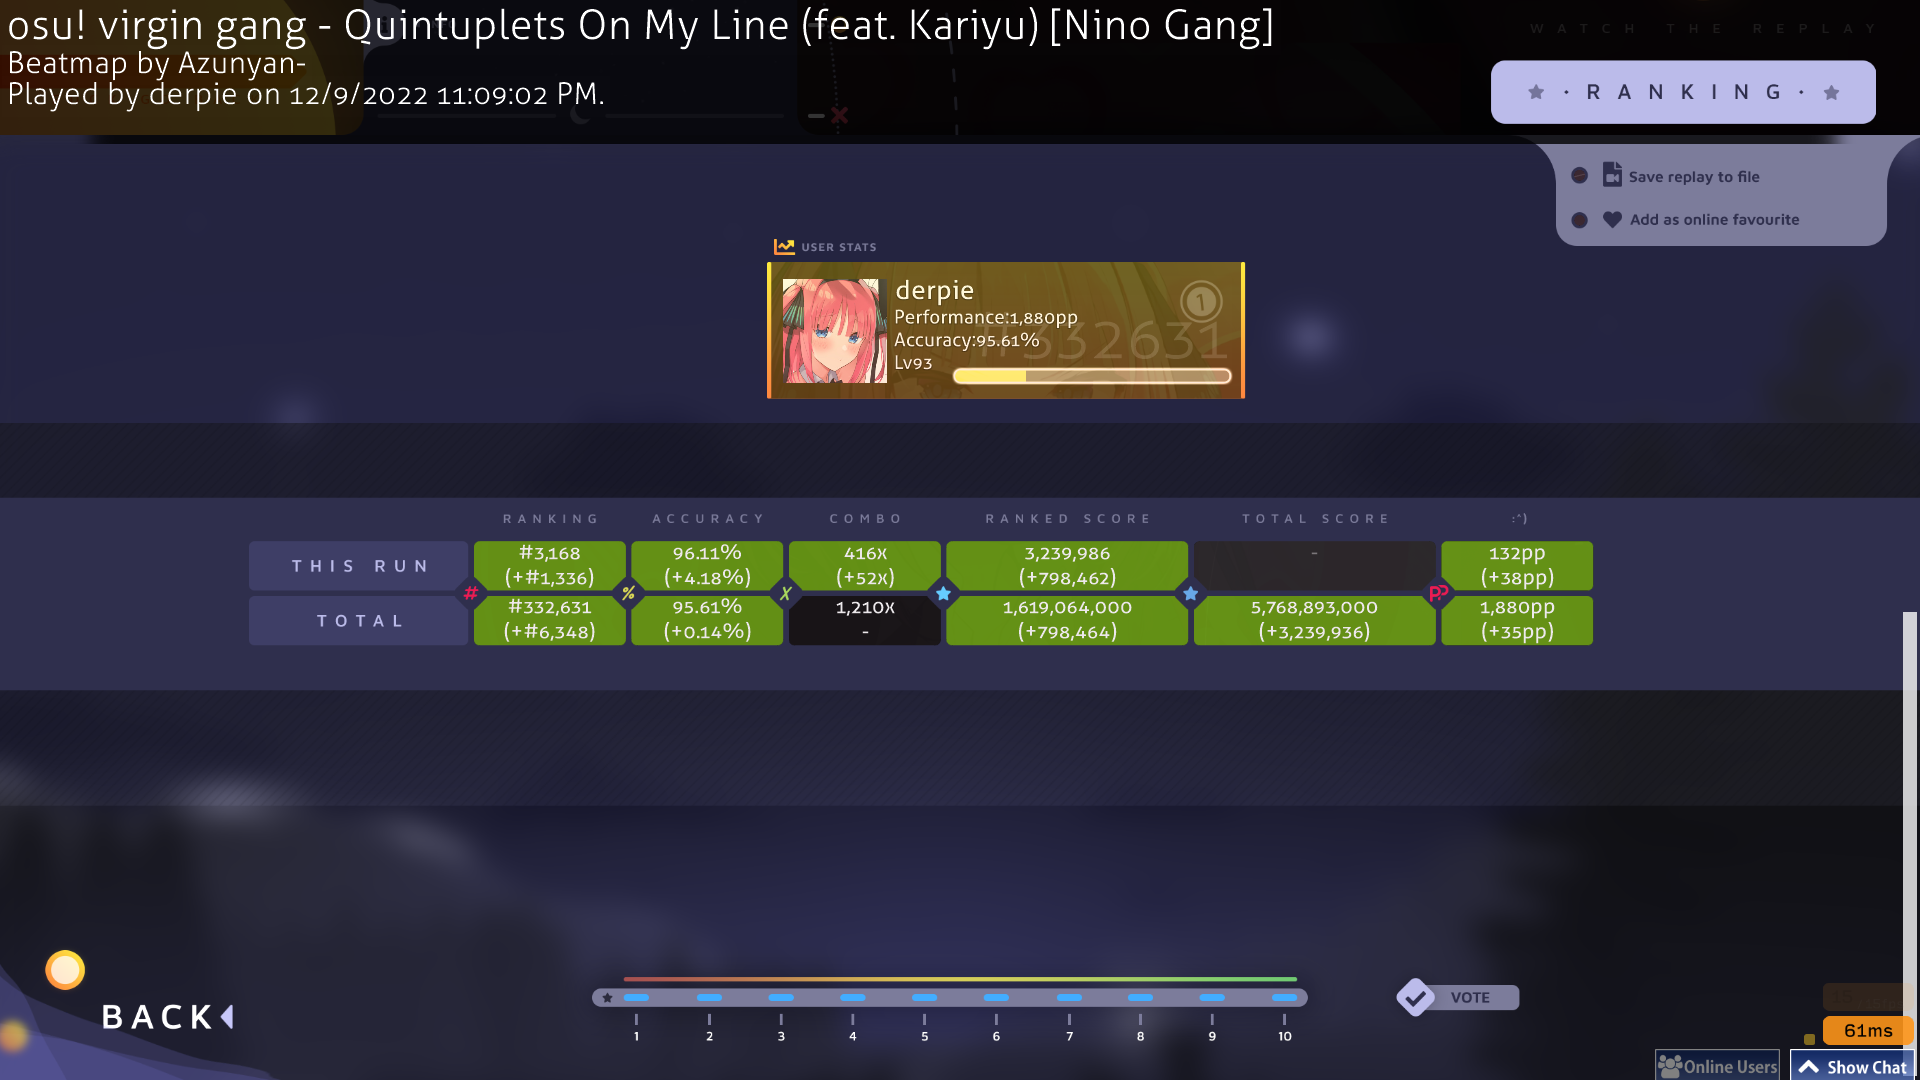 osu! virgin gang - Quintuplets On My Line (feat. Kariyu) [Nino Gang]
Beatmap by Azunyan-
Played by derpie on 12/9/2022 11:09:02 PM.
WATCH THE REPLAY
· RANKING ·
Save replay to file
Add as online favourite
USER STATS
derpie
1
Performance:1,880pp
#332631
Accuracy:95.61%
Lv93
RANKING ACCURACY COMBO RANKED SCORE TOTAL SCORE :^)
THIS RUN #3,168 96.11% 416x 3,239,986 - 132pp
(+#1,336) (+4.18%) (+52x) (+798,462) (+38pp)
# % X PP
TOTAL #332,631 95.61% 1,210x 1,619,064,000 5,768,893,000 1,880pp
(+#6,348) (+0.14%) - (+798,464) (+3,239,936) (+35pp)
1 2 3 4 5 6 7 8 9 10
VOTE
BACK
61ms
Online Users
Show Chat